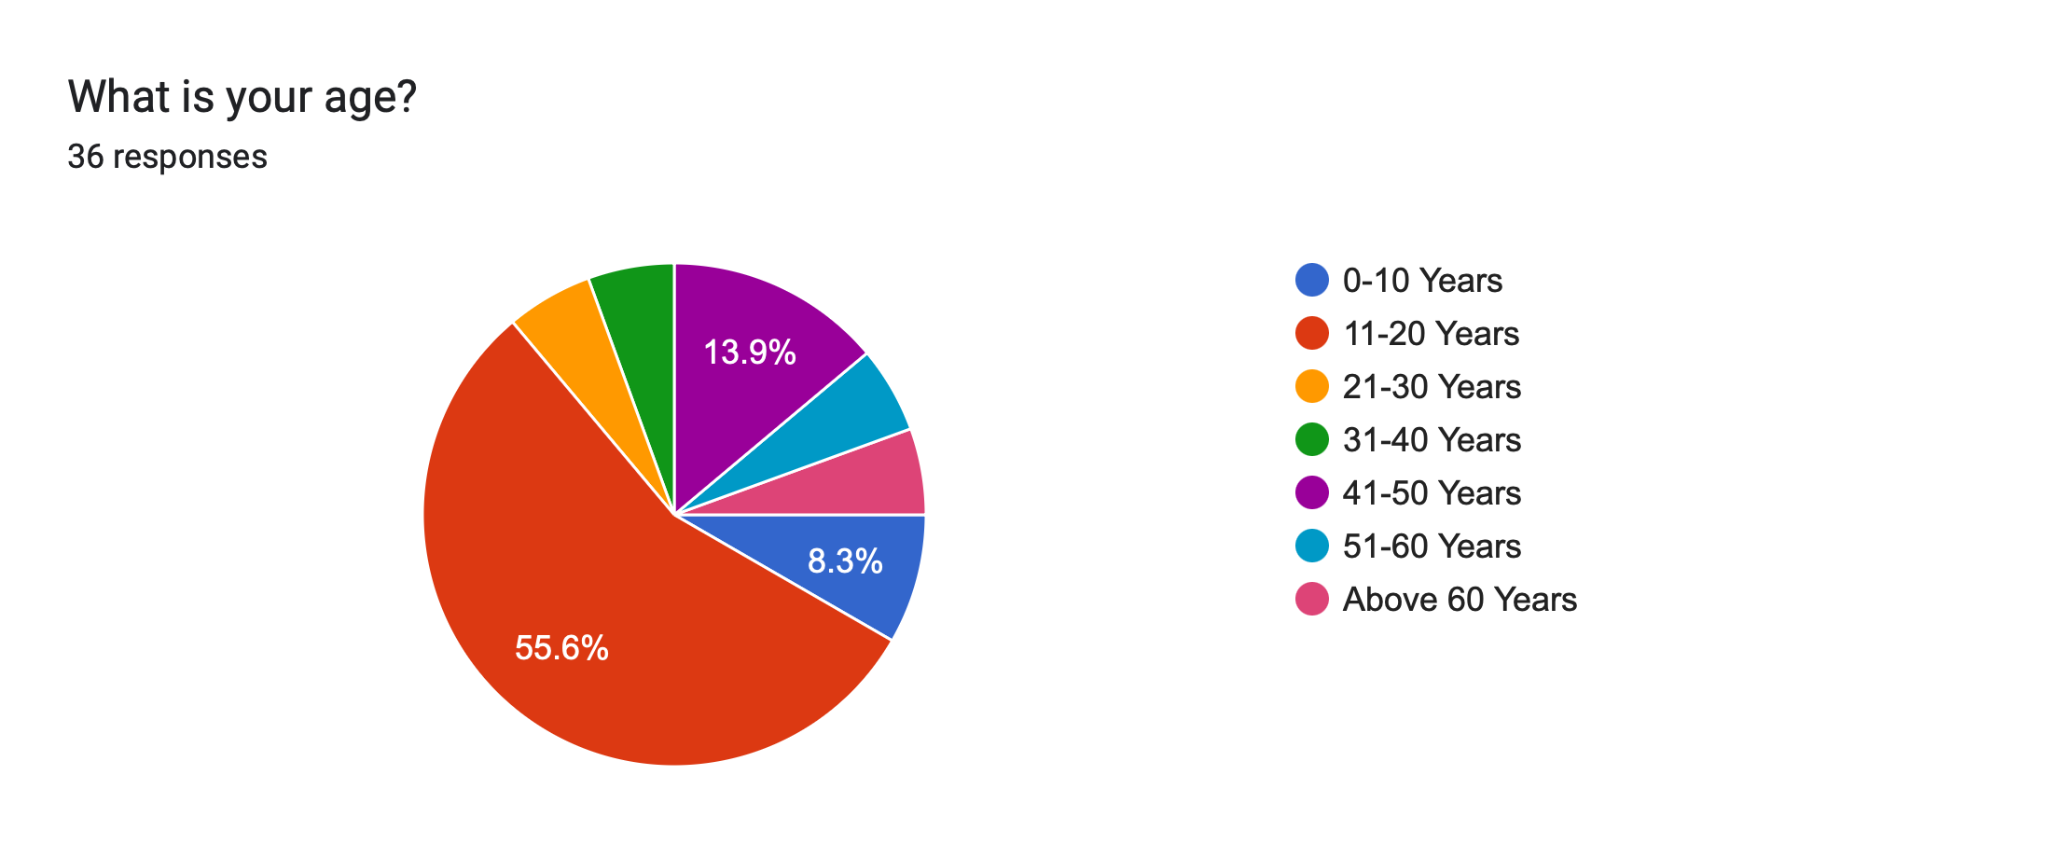 What is your age?
36 responses
13.9%
8.3%
55.6%
0-10 Years
11-20 Years
21-30 Years
31-40 Years
41-50 Years
51-60 Years
Above 60 Years